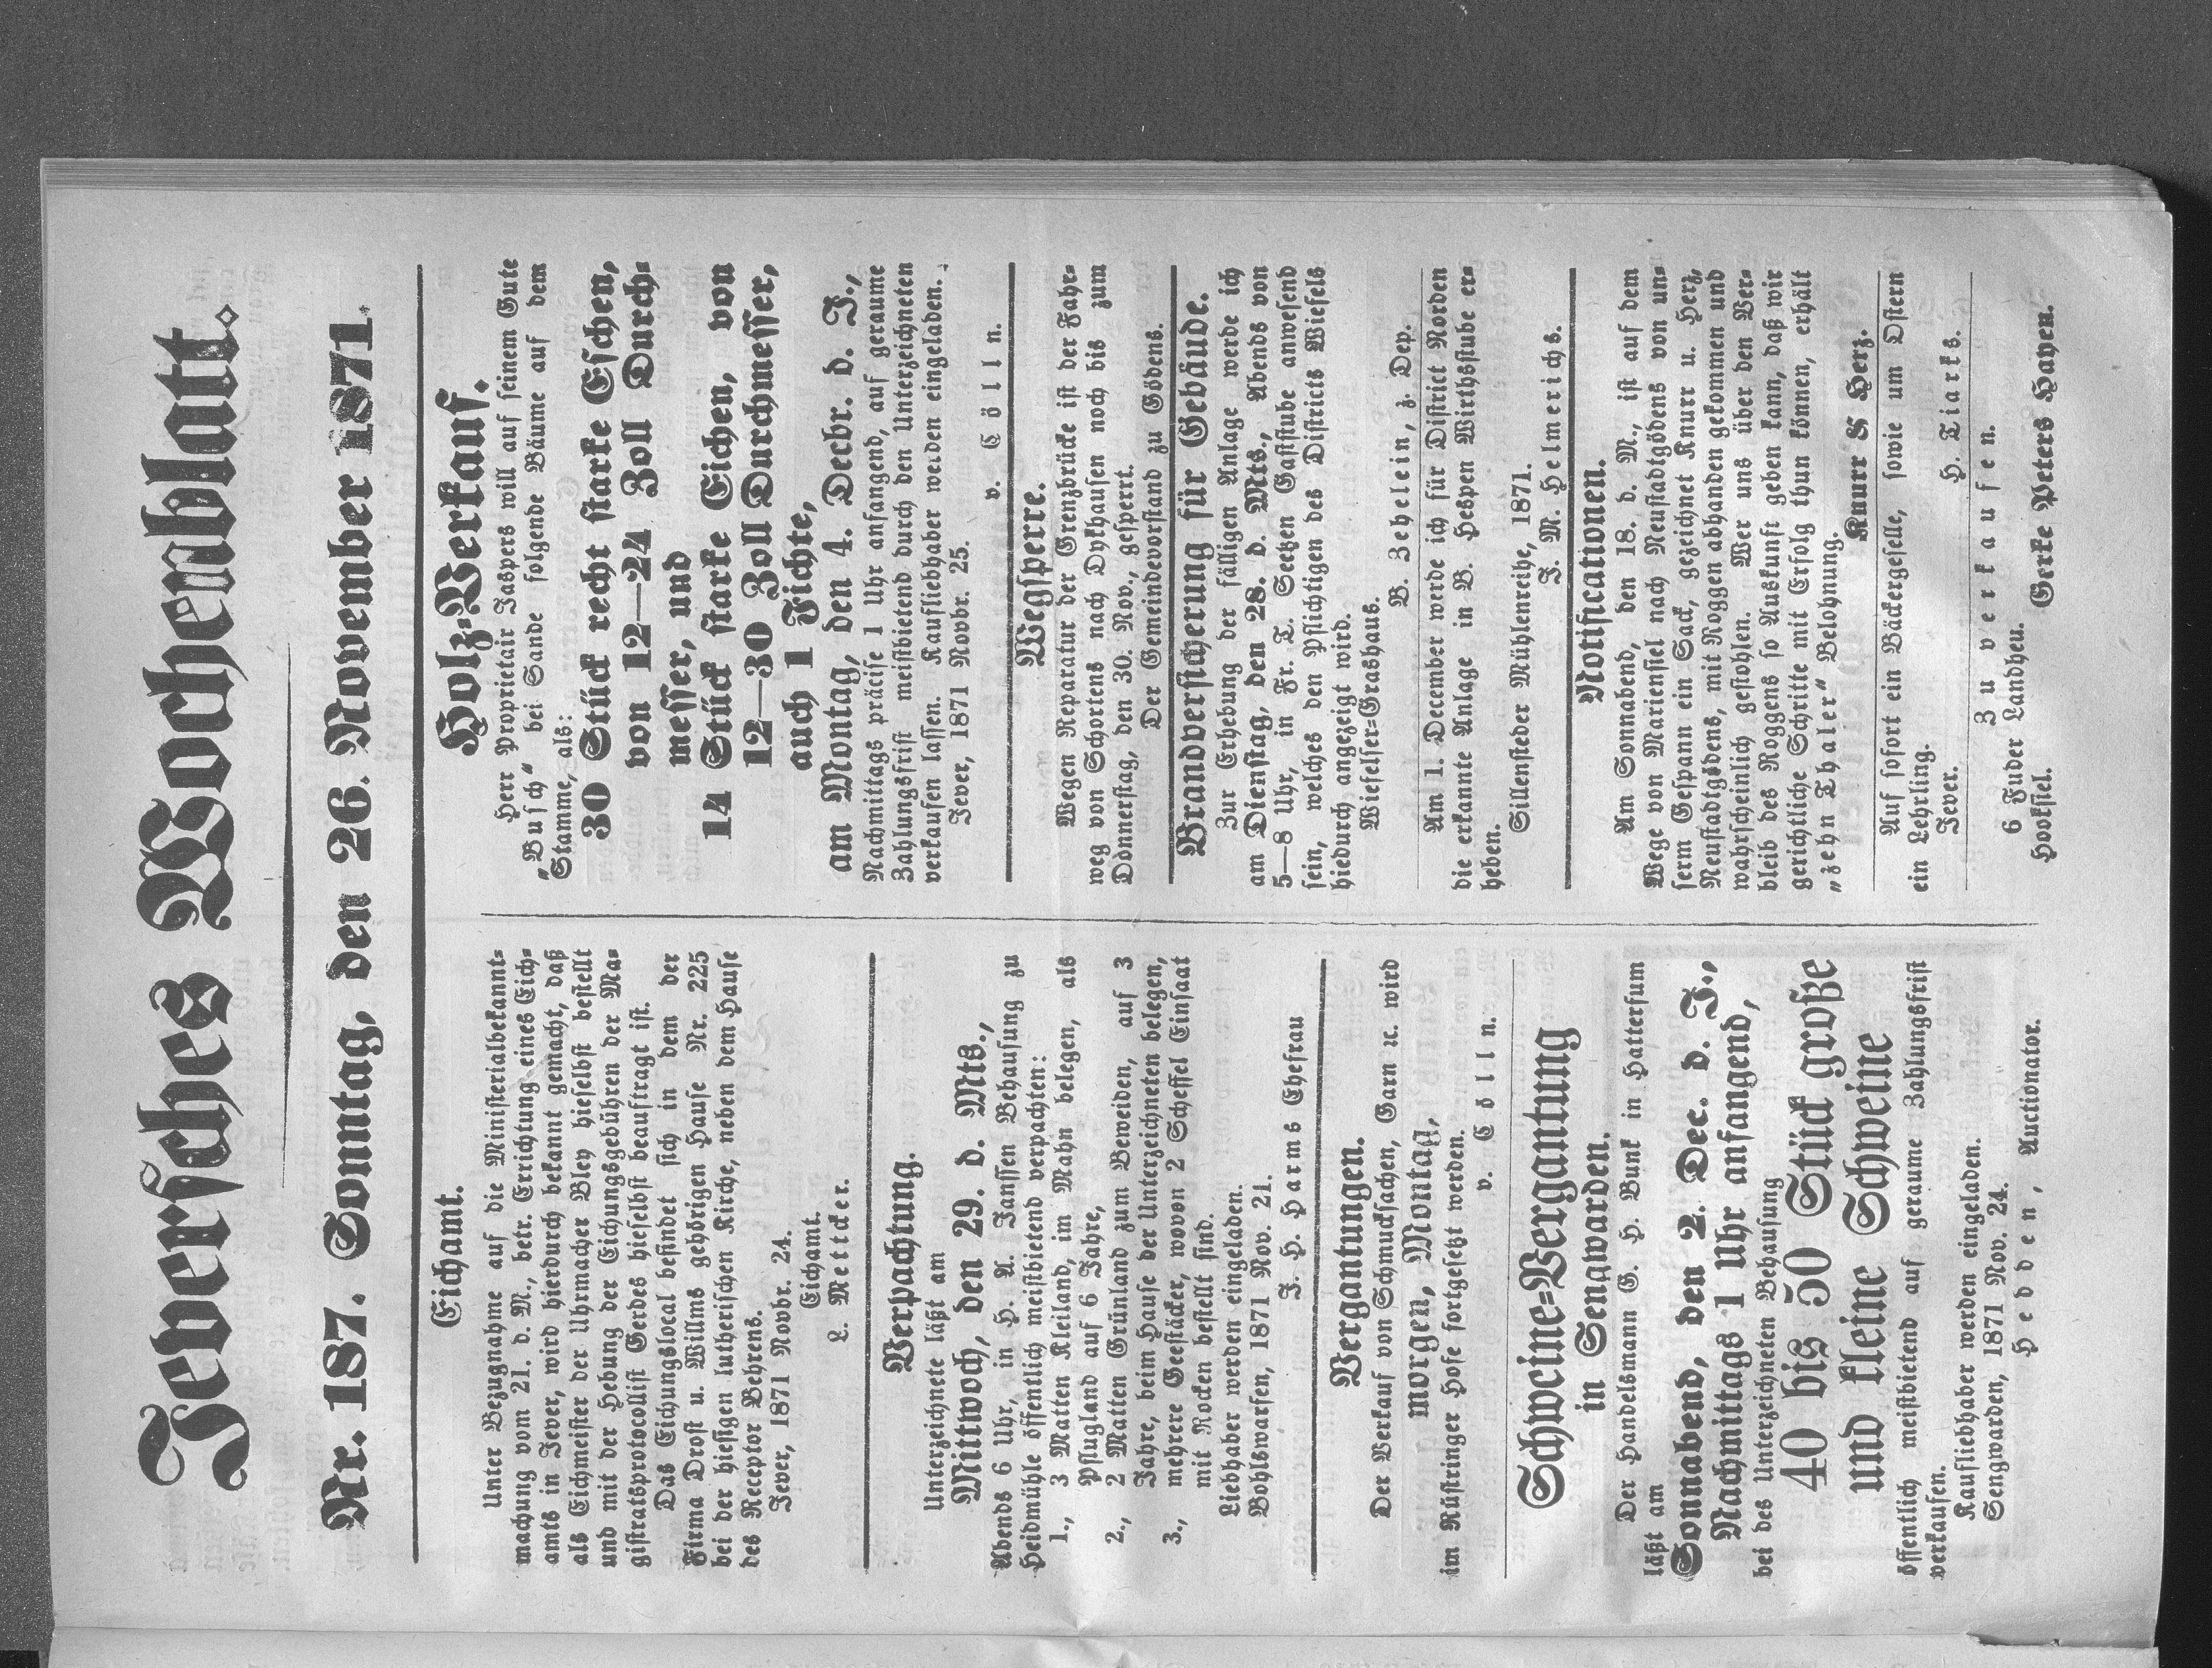 Jeversches Wochenblatt.
Nr. 187. Sonntag, den 26. November 1871.
Eichamt.
Unter Bezugnahme auf die Ministerialbekannt-
machung vom 21. d. M., betr. Errichtung eines Eich-
amts in Jever, wird hierdurch bekannt gemacht, daß
als Eichmeister der Uhrmacher Bley hieselbst bestellt
und mit der Hebung der Eichungsgebühren der Ma-
gistratsprotocollist Gerdes hieselbst beauftragt ist.
Das Eichungslocal befindet sich in dem der
Firma Drost u. Willms gehörigen Hause Nr. 225
bei der hiesigen lutherischen Kirche, neben dem Hause
des Receptor Behrens.
Jever, 1871 Novbr. 24.
Eichamt.
L. Mettcker.
Verpachtung.
Unterzeichnete läßt am
Mittwoch, den 29. d. Mts.,
Abends 6 Uhr, in H. A. Janssen Behausung zu
Heidmühle öffentlich meistbietend verpachten:
1., 3 Matten Kleiland, im Mahn belegen, als
Pflugland auf 6 Jahre,
2., 2 Matten Grünland zum Beweiden, auf 3
Jahre, beim Hause der Unterzeichneten belegen,
3., mehrere Geestäcker, wovon 2 Scheffel Einsaat
mit Rocken bestellt sind.
Liebhaber werden eingeladen.
Bohlswarfen, 1871 Nov. 21.
J. H. Harms Ehefrau
Vergantungen.
Der Verkauf von Schmucksachen, Garn ꝛc. wird
morgen, Montag,
im Rüstringer Hofe fortgesetzt werden.
v. Cölln.
Schweine-Vergantung
in Sengwarden.
Der Handelsmann G. H. Bunk in Hattersum
läßt am
Sonnabend, den 2. Dec. d. J.,
Nachmittags 1 Uhr anfangend,
bei des Unterzeichneten Behausung
40 bis 50 Stück große
und kleine Schweine
öffentlich meistbietend auf geraume Zahlungsfrist
verkaufen.
Kaufliebhaber werden eingeladen.
Sengwarden, 1871 Nov. 24.
Hedden, Auctionator.
Holz-Verkauf.
Herr Proprietair Jaspers will auf seinem Gute
„Busch“ bei Sande folgende Bäume auf dem
Stamme, als:
30 Stück recht starke Eschen,
von 12—24 Zoll Durch-
messer, und
14 Stück starke Eichen, von
12—30 Zoll Durchmesser,
auch 1 Fichte,
am Montag, den 4. Decbr. d. J.,
Nachmittags präcise 1 Uhr anfangend, auf geraume
Zahlungsfrist meistbietend durch den Unterzeichneten
verkaufen lassen. Kaufliebhaber werden eingeladen.
Jever, 1871 Novbr. 25.
v. Cölln.
Wegsperre.
Wegen Reparatur der Grenzbrücke ist der Fahr-
weg von Schortens nach Dykhausen noch bis zum
Donnerstag, den 30. Nov., gesperrt.
Der Gemeindevorstand zu Gödens.
Brandversicherung für Gebäude.
Zur Erhebung der fälligen Anlage werde ich
am Dienstag, den 28. d. Mts., Abends von
5—8 Uhr, in Fr. T. Seetzen Gaststube anwesend
sein, welches den Pflichtigen des Districts Wiefels
hiedurch angezeigt wird.
Wiefelser-Grashaus.
B. Zehelein, z. Dep.
Am 1. December werde ich für District Norden
die erkannte Anlage in B. Hespen Wirthsstube er-
heben.
Sillensteder Mühlenreihe, 1871.
J. M. Helmerichs.
Notificationen.
Am Sonnabend, den 18. d. M., ist auf dem
Wege von Mariensiel nach Neustadtgödens von un-
serm Gespann ein Sack, gezeichnet Knurr u. Herz,
Neustadtgödens, mit Roggen abhanden gekommen und
wahrscheinlich gestohlen. Wer uns über den Ver-
bleib des Roggens so Auskunft geben kann, daß wir
gerichtliche Schritte mit Erfolg thun können, erhält
„zehn Thaler“ Belohnung.
Knurr & Herz.
Auf sofort ein Bäckergeselle, sowie um Ostern
ein Lehrling.
Jever.
H. Tiarks.
Zu verkaufen.
6 Fuder Landheu.
Hooksiel.
Gerke Peters Hayen.